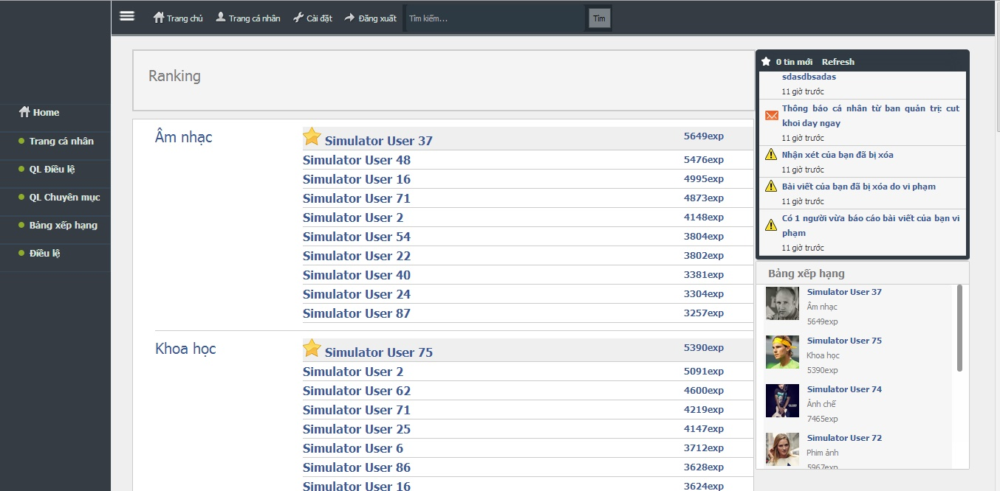 Trang chủ Trang cá nhân Cài đặt Đăng xuất Tìm kiếm... Tìm
Home
Trang cá nhân
QL Điều lệ
QL Chuyên mục
Bảng xếp hạng
Điều lệ
Ranking
Âm nhạc
Simulator User 37 5649exp
Simulator User 48 5476exp
Simulator User 16 4995exp
Simulator User 71 4873exp
Simulator User 2 4148exp
Simulator User 54 3804exp
Simulator User 22 3802exp
Simulator User 40 3381exp
Simulator User 24 3304exp
Simulator User 87 3257exp
Khoa học
Simulator User 75 5390exp
Simulator User 2 5091exp
Simulator User 62 4600exp
Simulator User 71 4219exp
Simulator User 25 4147exp
Simulator User 6 3712exp
Simulator User 86 3628exp
Simulator User 16 3624exp
0 tin mới Refresh
sdasdbsadas
11 giờ trước
Thông báo cá nhân từ ban quản trị: cut
khoi day ngay
11 giờ trước
Nhận xét của bạn đã bị xóa
11 giờ trước
Bài viết của bạn đã bị xóa do vi phạm
11 giờ trước
Có 1 người vừa báo cáo bài viết của bạn vi
phạm
11 giờ trước
Bảng xếp hạng
Simulator User 37
Âm nhạc
5649exp
Simulator User 75
Khoa học
5390exp
Simulator User 74
Ảnh chế
7465exp
Simulator User 72
Phim ảnh
5967exp